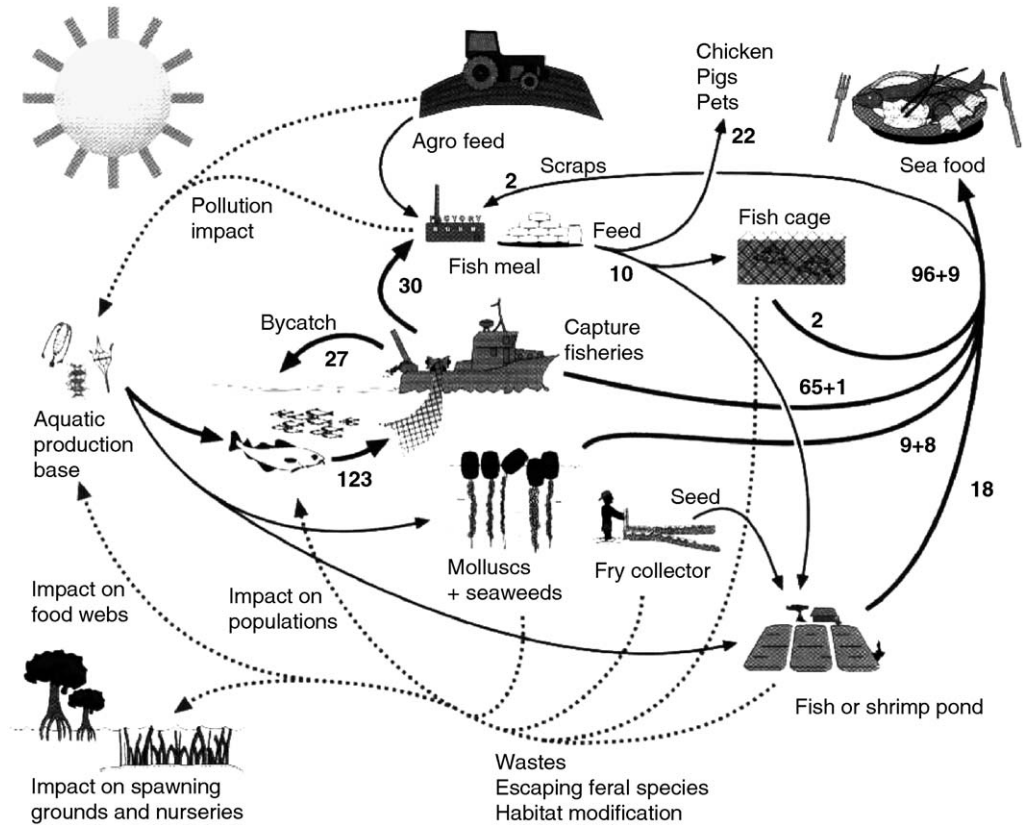 Chicken
Pigs
Pets
22
Agro feed
Scraps
2
Sea food
Pollution
impact
FACTORY
Feed
Fish cage
Fish meal
10
96+9
30
Bycatch
27
Capture
fisheries
2
65+1
Aquatic
production
base
123
9+8
18
Seed
Molluscs
+ seaweeds
Fry collector
Impact on
food webs
Impact on
populations
Fish or shrimp pond
Wastes
Escaping feral species
Habitat modification
Impact on spawning
grounds and nurseries